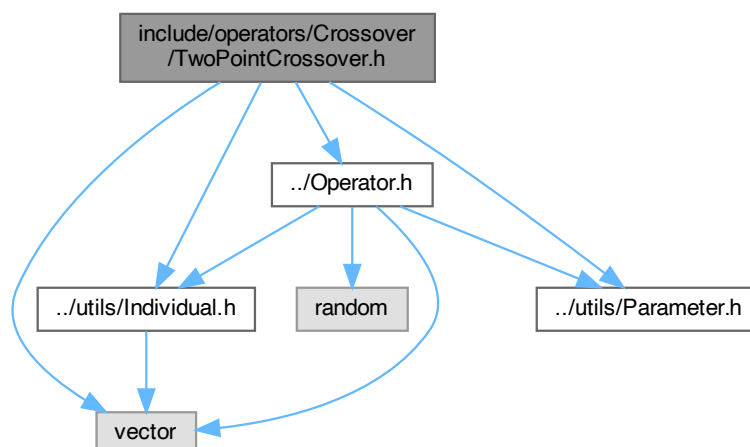 include/operators/Crossover
/TwoPointCrossover.h
../Operator.h
../utils/Individual.h
random
../utils/Parameter.h
vector